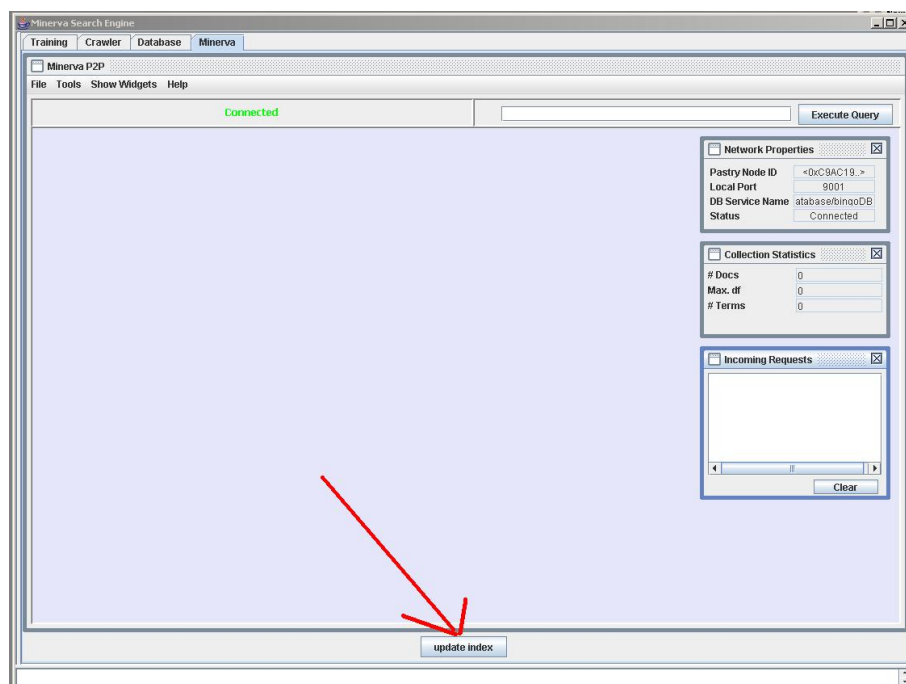 Minerva Search Engine
Training Crawler Database Minerva
Minerva P2P
File Tools Show Widgets Help
Connected
Execute Query
Network Properties
Pastry Node ID <0xC9AC19..>
Local Port 9001
DB Service Name atabase/bingoDB
Status Connected
Collection Statistics
# Docs 0
Max. df 0
# Terms 0
Incoming Requests
Clear
update index